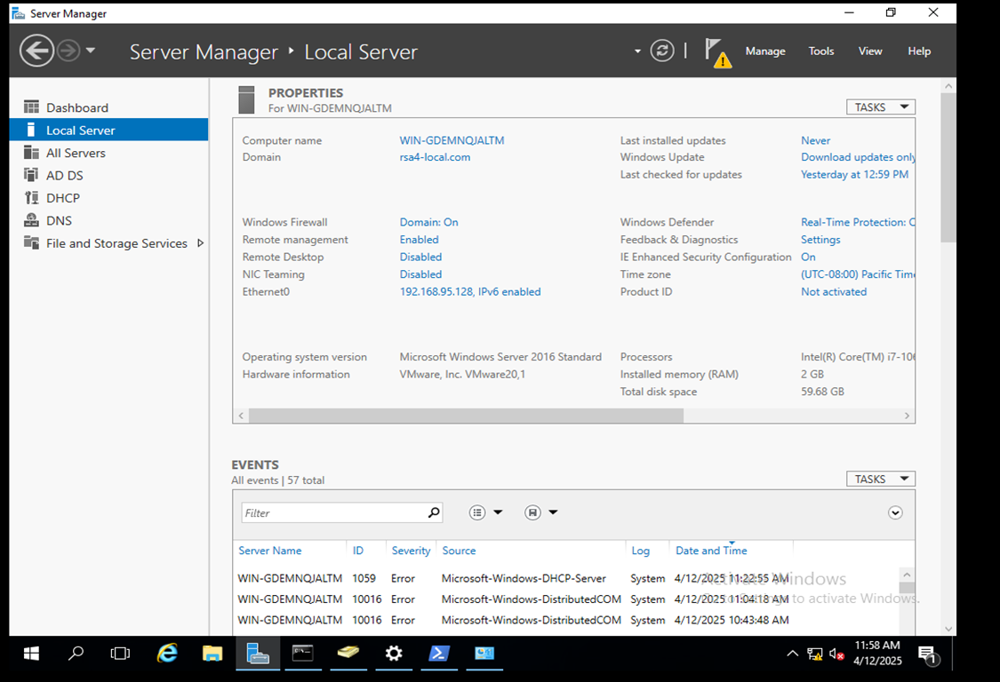 Server Manager
Server Manager ‣ Local Server
Manage Tools View Help
Dashboard
Local Server
All Servers
AD DS
DHCP
DNS
File and Storage Services
PROPERTIES
For WIN-GDEMNQJALTM
TASKS
Computer name WIN-GDEMNQJALTM Last installed updates Never
Domain rsa4-local.com Windows Update Download updates only
Last checked for updates Yesterday at 12:59 PM
Windows Firewall Domain: On Windows Defender Real-Time Protection:
Remote management Enabled Feedback & Diagnostics Settings
Remote Desktop Disabled IE Enhanced Security Configuration On
NIC Teaming Disabled Time zone (UTC-08:00) Pacific Time
Ethernet0 192.168.95.128, IPv6 enabled Product ID Not activated
Operating system version Microsoft Windows Server 2016 Standard Processors Intel(R) Core(TM) i7-106
Hardware information VMware, Inc. VMware20,1 Installed memory (RAM) 2 GB
Total disk space 59.68 GB
EVENTS
All events | 57 total
TASKS
Filter
Server Name ID Severity Source Log Date and Time
WIN-GDEMNQJALTM 1059 Error Microsoft-Windows-DHCP-Server System 4/12/2025 11:22:55 AM
WIN-GDEMNQJALTM 10016 Error Microsoft-Windows-DistributedCOM System 4/12/2025 11:04:18 AM
WIN-GDEMNQJALTM 10016 Error Microsoft-Windows-DistributedCOM System 4/12/2025 10:43:48 AM
Activate Windows
Go to Settings to activate Windows.
11:58 AM
4/12/2025
1